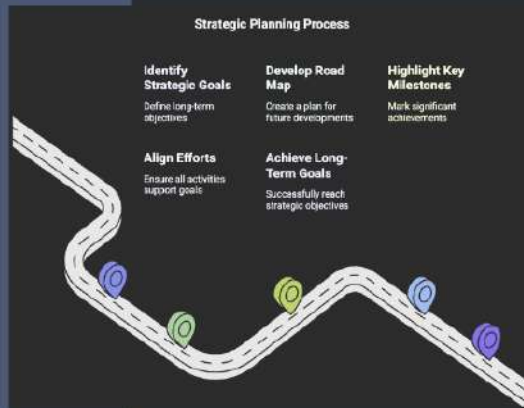 Strategic Planning Process
Identify
Strategic Goals
Define long-term
objectives
Develop Road
Map
Create a plan for
future developments
Highlight Key
Milestones
Mark significant
achievements
Align Efforts
Ensure all activities
support goals
Achieve Long-
Term Goals
Successfully reach
strategic objectives